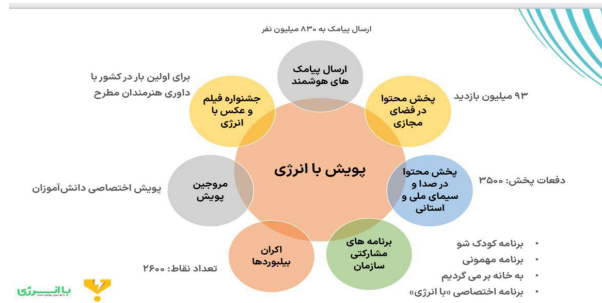 ارسال پیامک به ۸۳۰ میلیون نفر
ارسال پیامک
های هوشمند
پخش محتوا
در فضای
مجازی
۹۳ میلیون بازدید
پخش محتوا
در صدا و
سیمای ملی و
استانی
دفعات پخش: ۳۵۰۰
برنامه های
مشارکتی
سازمان
• برنامه کودک شو
• برنامه مهمونی
• به خانه بر می گردیم
• برنامه اختصاصی «با انرژی»
اکران
بیلبوردها
تعداد نقاط: ۲۶۰۰
مروجین
پویش
پویش اختصاصی دانش‌آموزان
جشنواره فیلم
و عکس با
انرژی
برای اولین بار در کشور با
داوری هنرمندان مطرح
پویش با انرژی
با انــرژی